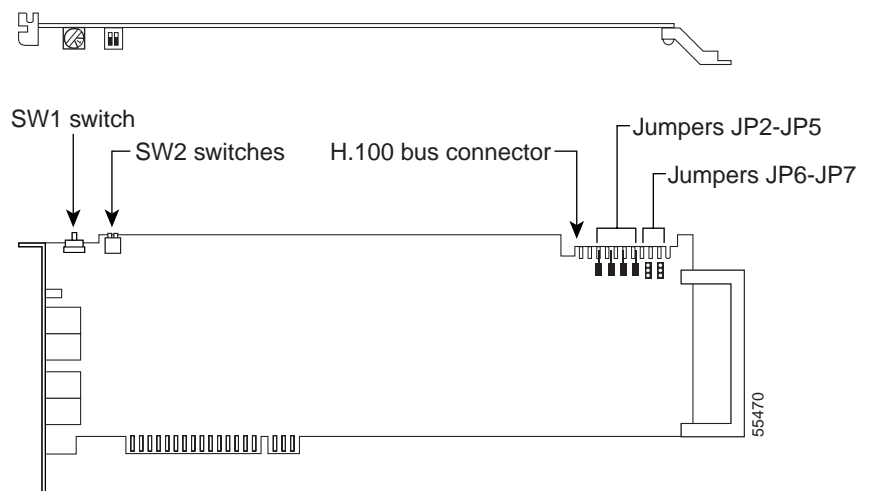 SW1 switch
SW2 switches
H.100 bus connector
Jumpers JP2-JP5
Jumpers JP6-JP7
55470